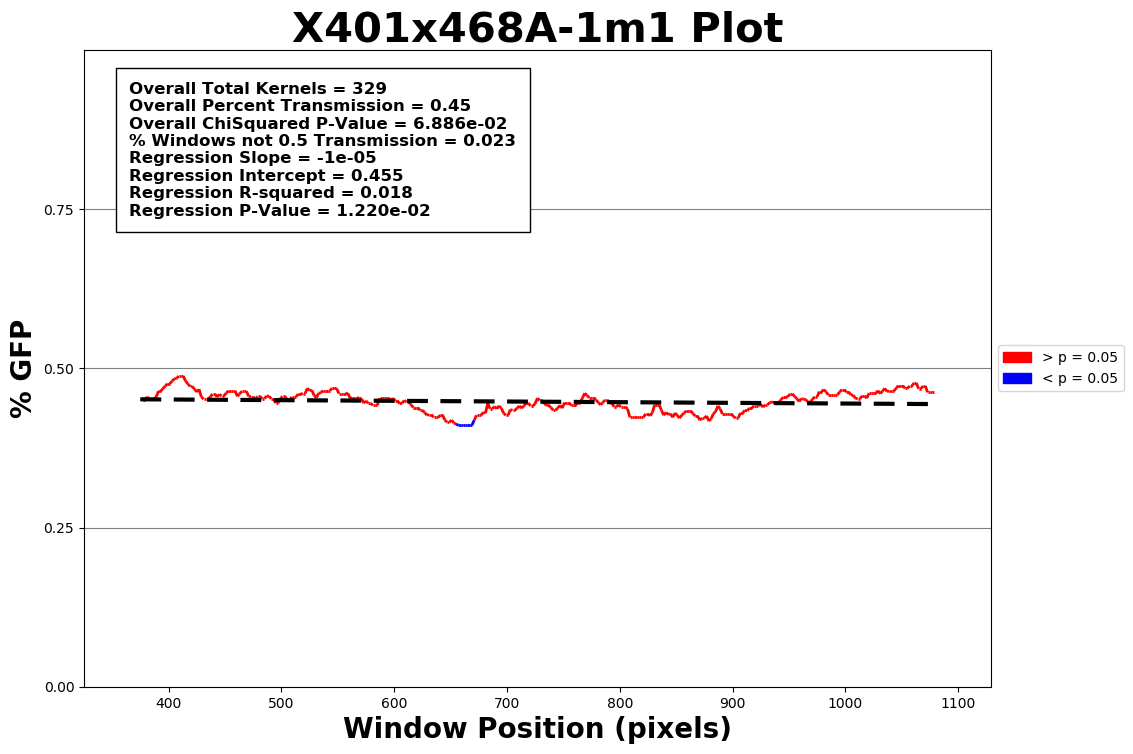 X401x468A-1m1 Plot
Overall Total Kernels = 329
Overall Percent Transmission = 0.45
Overall ChiSquared P-Value = 6.886e-02
% Windows not 0.5 Transmission = 0.023
Regression Slope = -1e-05
Regression Intercept = 0.455
Regression R-squared = 0.018
Regression P-Value = 1.220e-02
% GFP
0.75
0.50
0.25
0.00
> p = 0.05
< p = 0.05
400 500 600 700 800 900 1000 1100
Window Position (pixels)